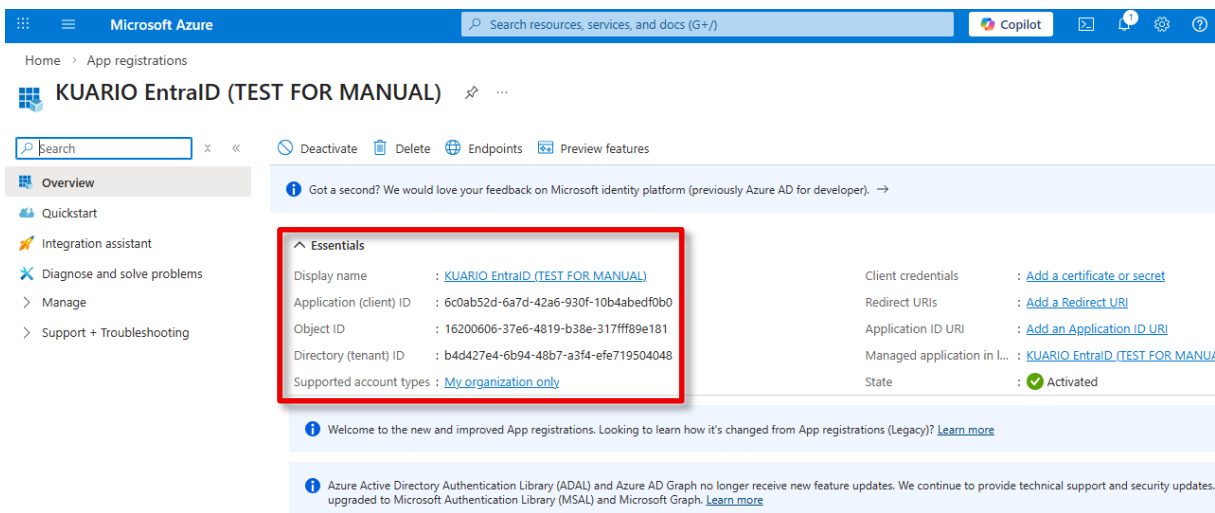 Microsoft Azure
Search resources, services, and docs (G+/)
Copilot
1
Home > App registrations
KUARIO EntraID (TEST FOR MANUAL)
Search
Deactivate Delete Endpoints Preview features
Overview
Got a second? We would love your feedback on Microsoft identity platform (previously Azure AD for developer). →
Quickstart
Integration assistant
Diagnose and solve problems
Manage
Support + Troubleshooting
Essentials
Display name : KUARIO EntraID (TEST FOR MANUAL)
Application (client) ID : 6c0ab52d-6a7d-42a6-930f-10b4abedf0b0
Object ID : 16200606-37e6-4819-b38e-317fff89e181
Directory (tenant) ID : b4d427e4-6b94-48b7-a3f4-efe719504048
Supported account types : My organization only
Client credentials : Add a certificate or secret
Redirect URIs : Add a Redirect URI
Application ID URI : Add an Application ID URI
Managed application in l... : KUARIO EntraID (TEST FOR MANUA
State : Activated
Welcome to the new and improved App registrations. Looking to learn how it's changed from App registrations (Legacy)? Learn more
Azure Active Directory Authentication Library (ADAL) and Azure AD Graph no longer receive new feature updates. We continue to provide technical support and security updates.
upgraded to Microsoft Authentication Library (MSAL) and Microsoft Graph. Learn more